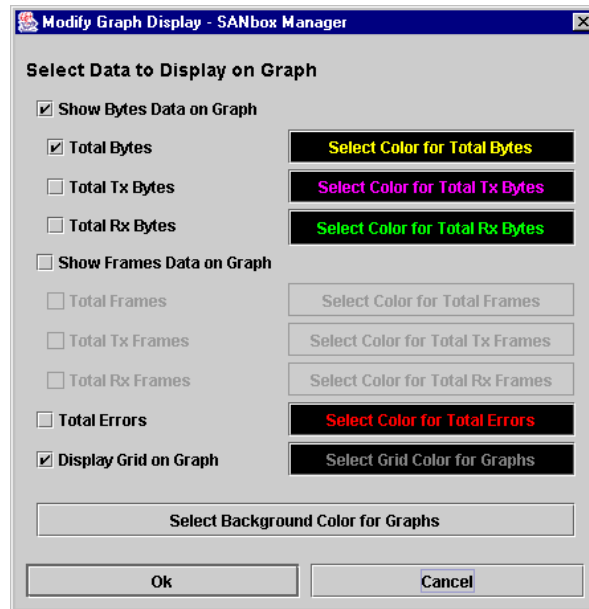 Modify Graph Display - SANbox Manager
Select Data to Display on Graph
Show Bytes Data on Graph
Total Bytes Select Color for Total Bytes
Total Tx Bytes Select Color for Total Tx Bytes
Total Rx Bytes Select Color for Total Rx Bytes
Show Frames Data on Graph
Total Frames Select Color for Total Frames
Total Tx Frames Select Color for Total Tx Frames
Total Rx Frames Select Color for Total Rx Frames
Total Errors Select Color for Total Errors
Display Grid on Graph Select Grid Color for Graphs
Select Background Color for Graphs
Ok Cancel